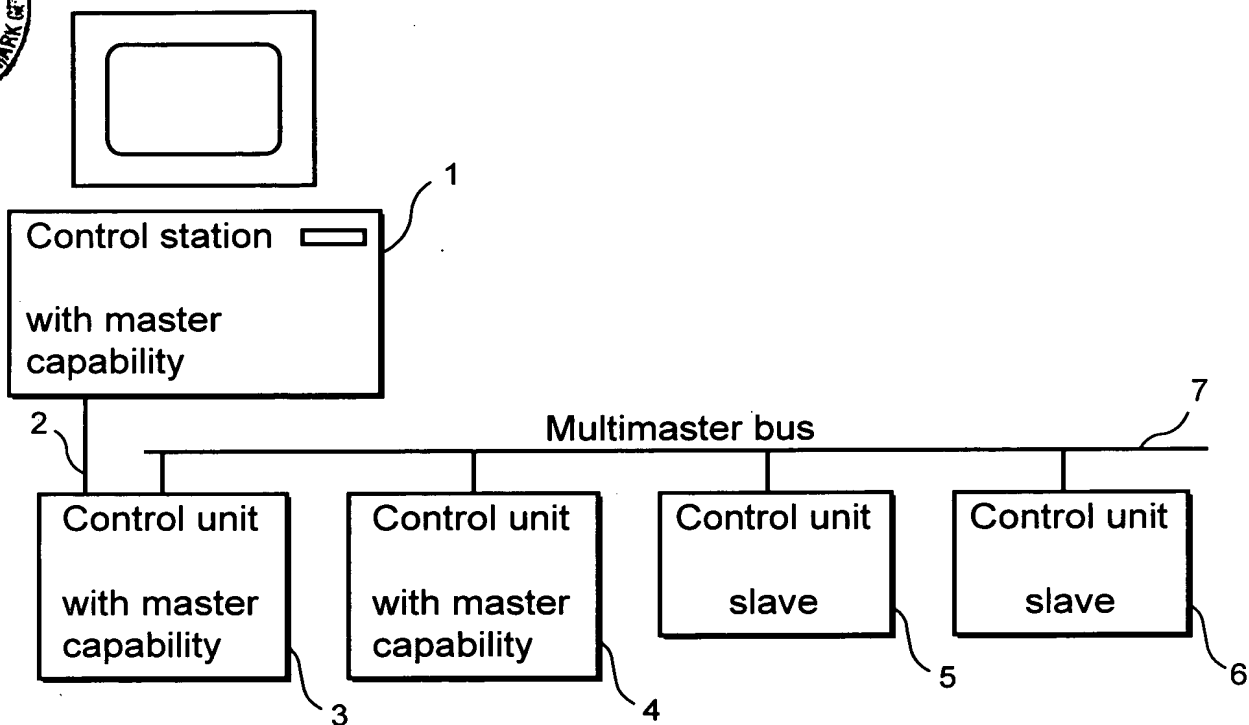 1
Control station
with master
capability
2
Multimaster bus
7
Control unit
with master
capability
3
Control unit
with master
capability
4
Control unit
slave
5
Control unit
slave
6